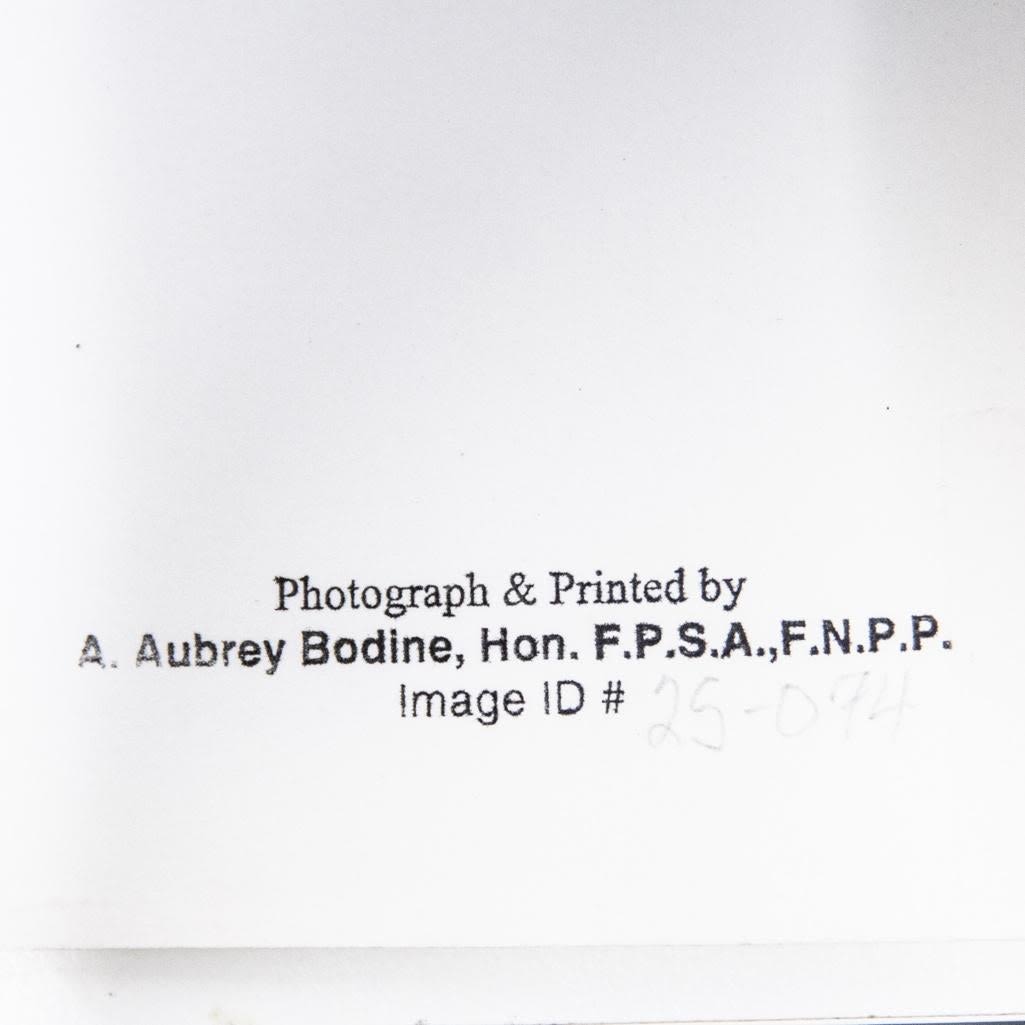 Photograph & Printed by
A. Aubrey Bodine, Hon. F.P.S.A.,F.N.P.P.
Image ID # 25-074